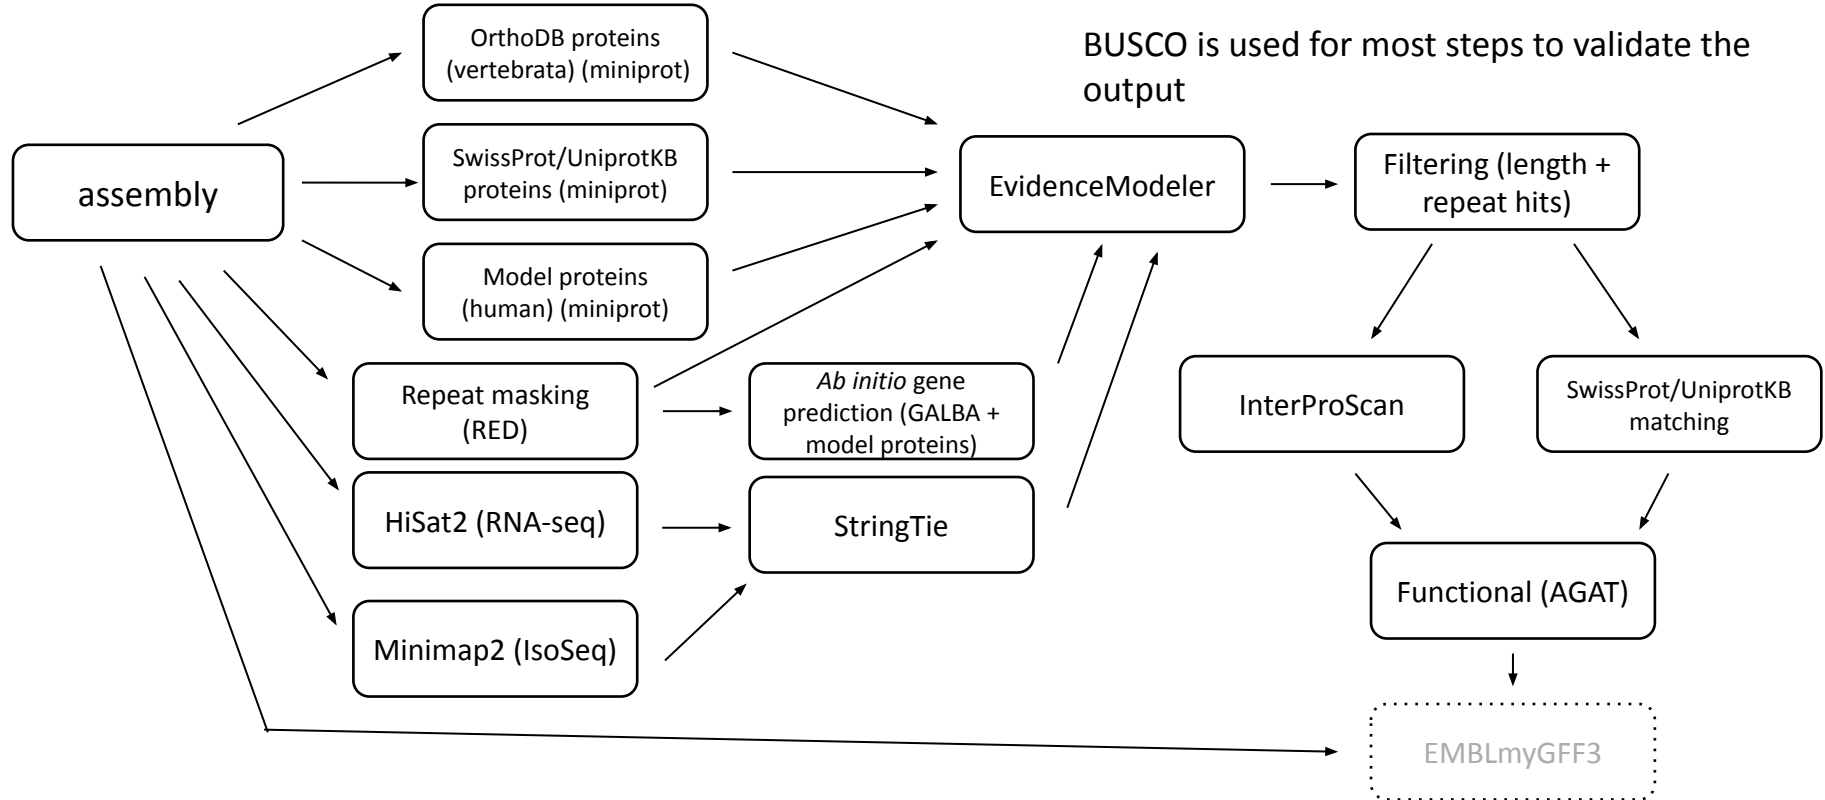 OrthoDB proteins
(vertebrata) (miniprot)
BUSCO is used for most steps to validate the
output
assembly
SwissProt/UniprotKB
proteins (miniprot)
EvidenceModeler
Filtering (length +
repeat hits)
Model proteins
(human) (miniprot)
Repeat masking
(RED)
Ab initio gene
prediction (GALBA +
model proteins)
InterProScan
SwissProt/UniprotKB
matching
HiSat2 (RNA-seq)
StringTie
Functional (AGAT)
Minimap2 (IsoSeq)
EMBLmyGFF3